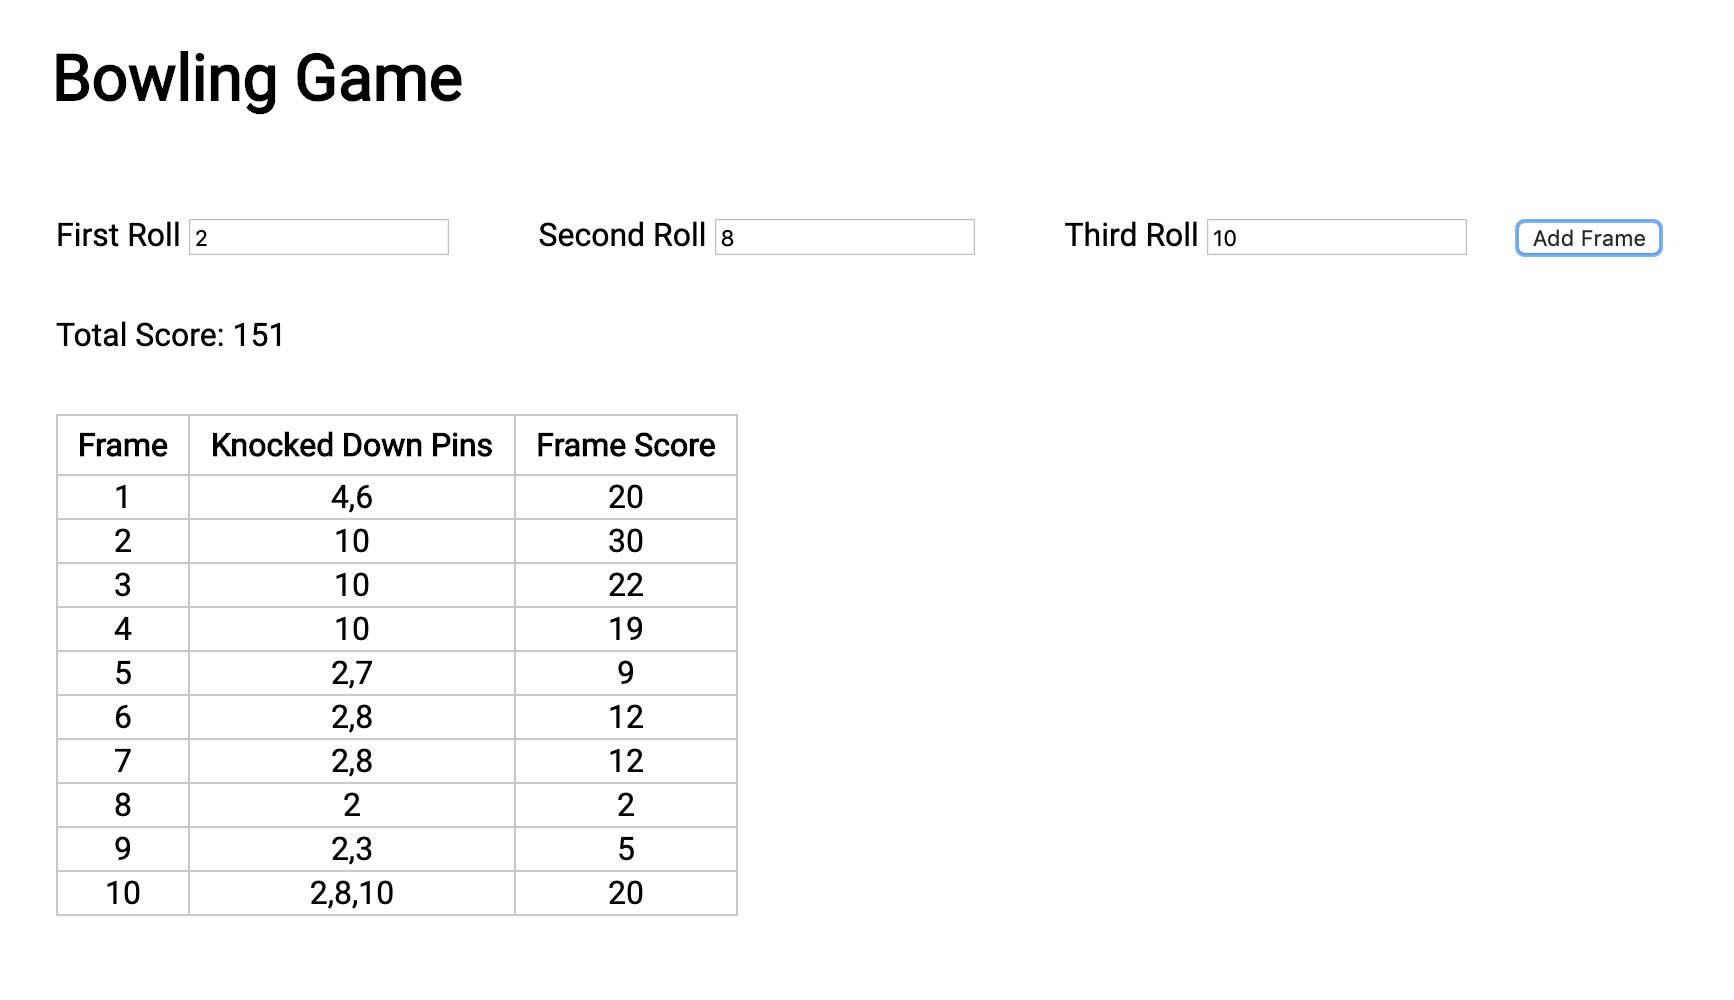 Bowling Game
First Roll 2 Second Roll 8 Third Roll 10 Add Frame
Total Score: 151
Frame Knocked Down Pins Frame Score
1 4,6 20
2 10 30
3 10 22
4 10 19
5 2,7 9
6 2,8 12
7 2,8 12
8 2 2
9 2,3 5
10 2,8,10 20